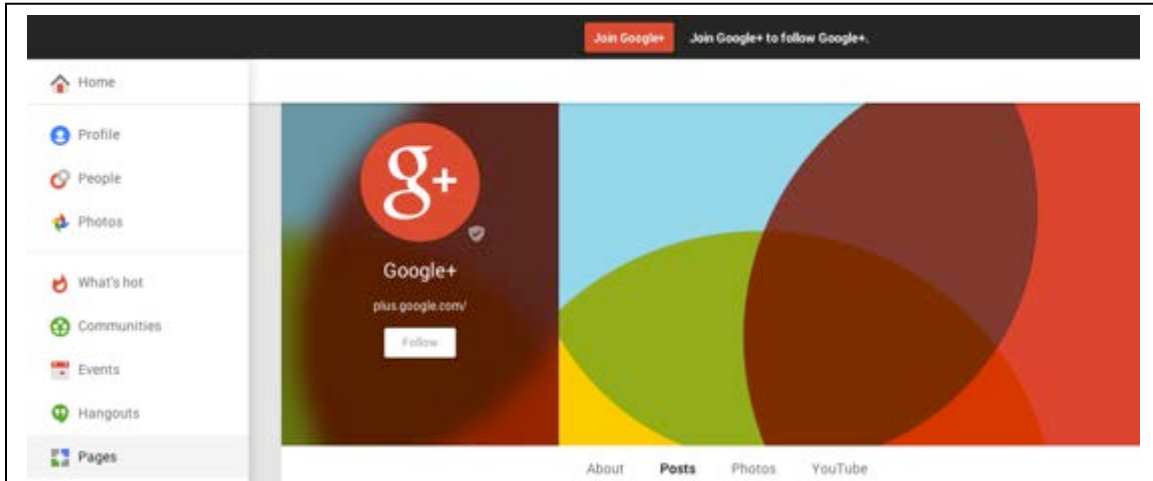 Join Google+ Join Google+ to follow Google+.
Home
Profile
People
Photos
What's hot
Communities
Events
Hangouts
Pages
g+
Google+
plus.google.com/
Follow
About Posts Photos YouTube